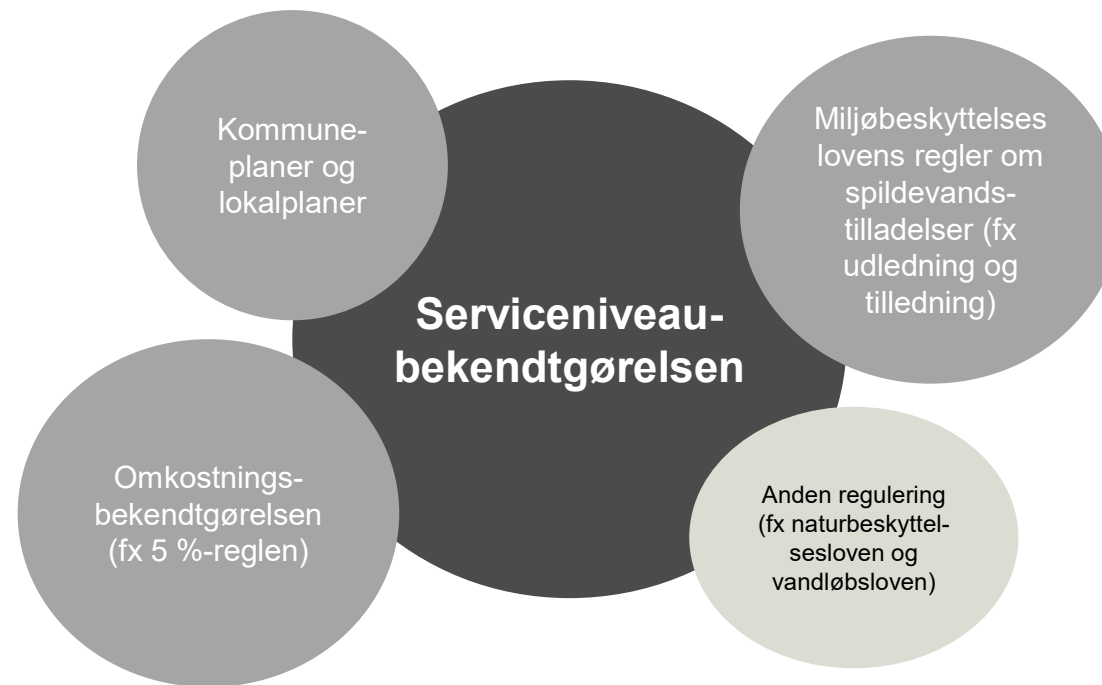 Kommune-
planer og
lokalplaner
Miljøbeskyttelses
lovens regler om
spildevands-
tilladelser (fx
udledning og
tilledning)
Serviceniveau-
bekendtgørelsen
Omkostnings-
bekendtgørelsen
(fx 5 %-reglen)
Anden regulering
(fx naturbeskyttel-
sesloven og
vandløbsloven)